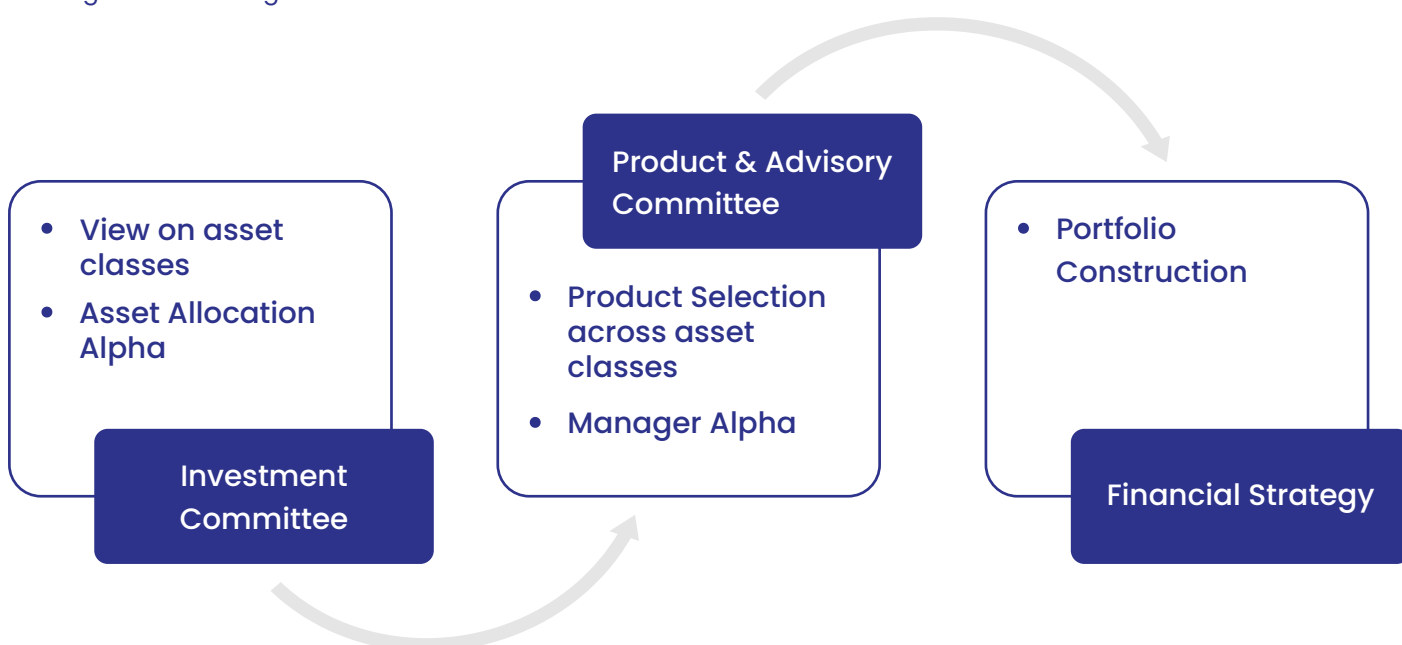 View on asset
classes
Asset Allocation
Alpha
Investment
Committee
Product & Advisory
Committee
Product Selection
across asset
classes
Manager Alpha
Portfolio
Construction
Financial Strategy